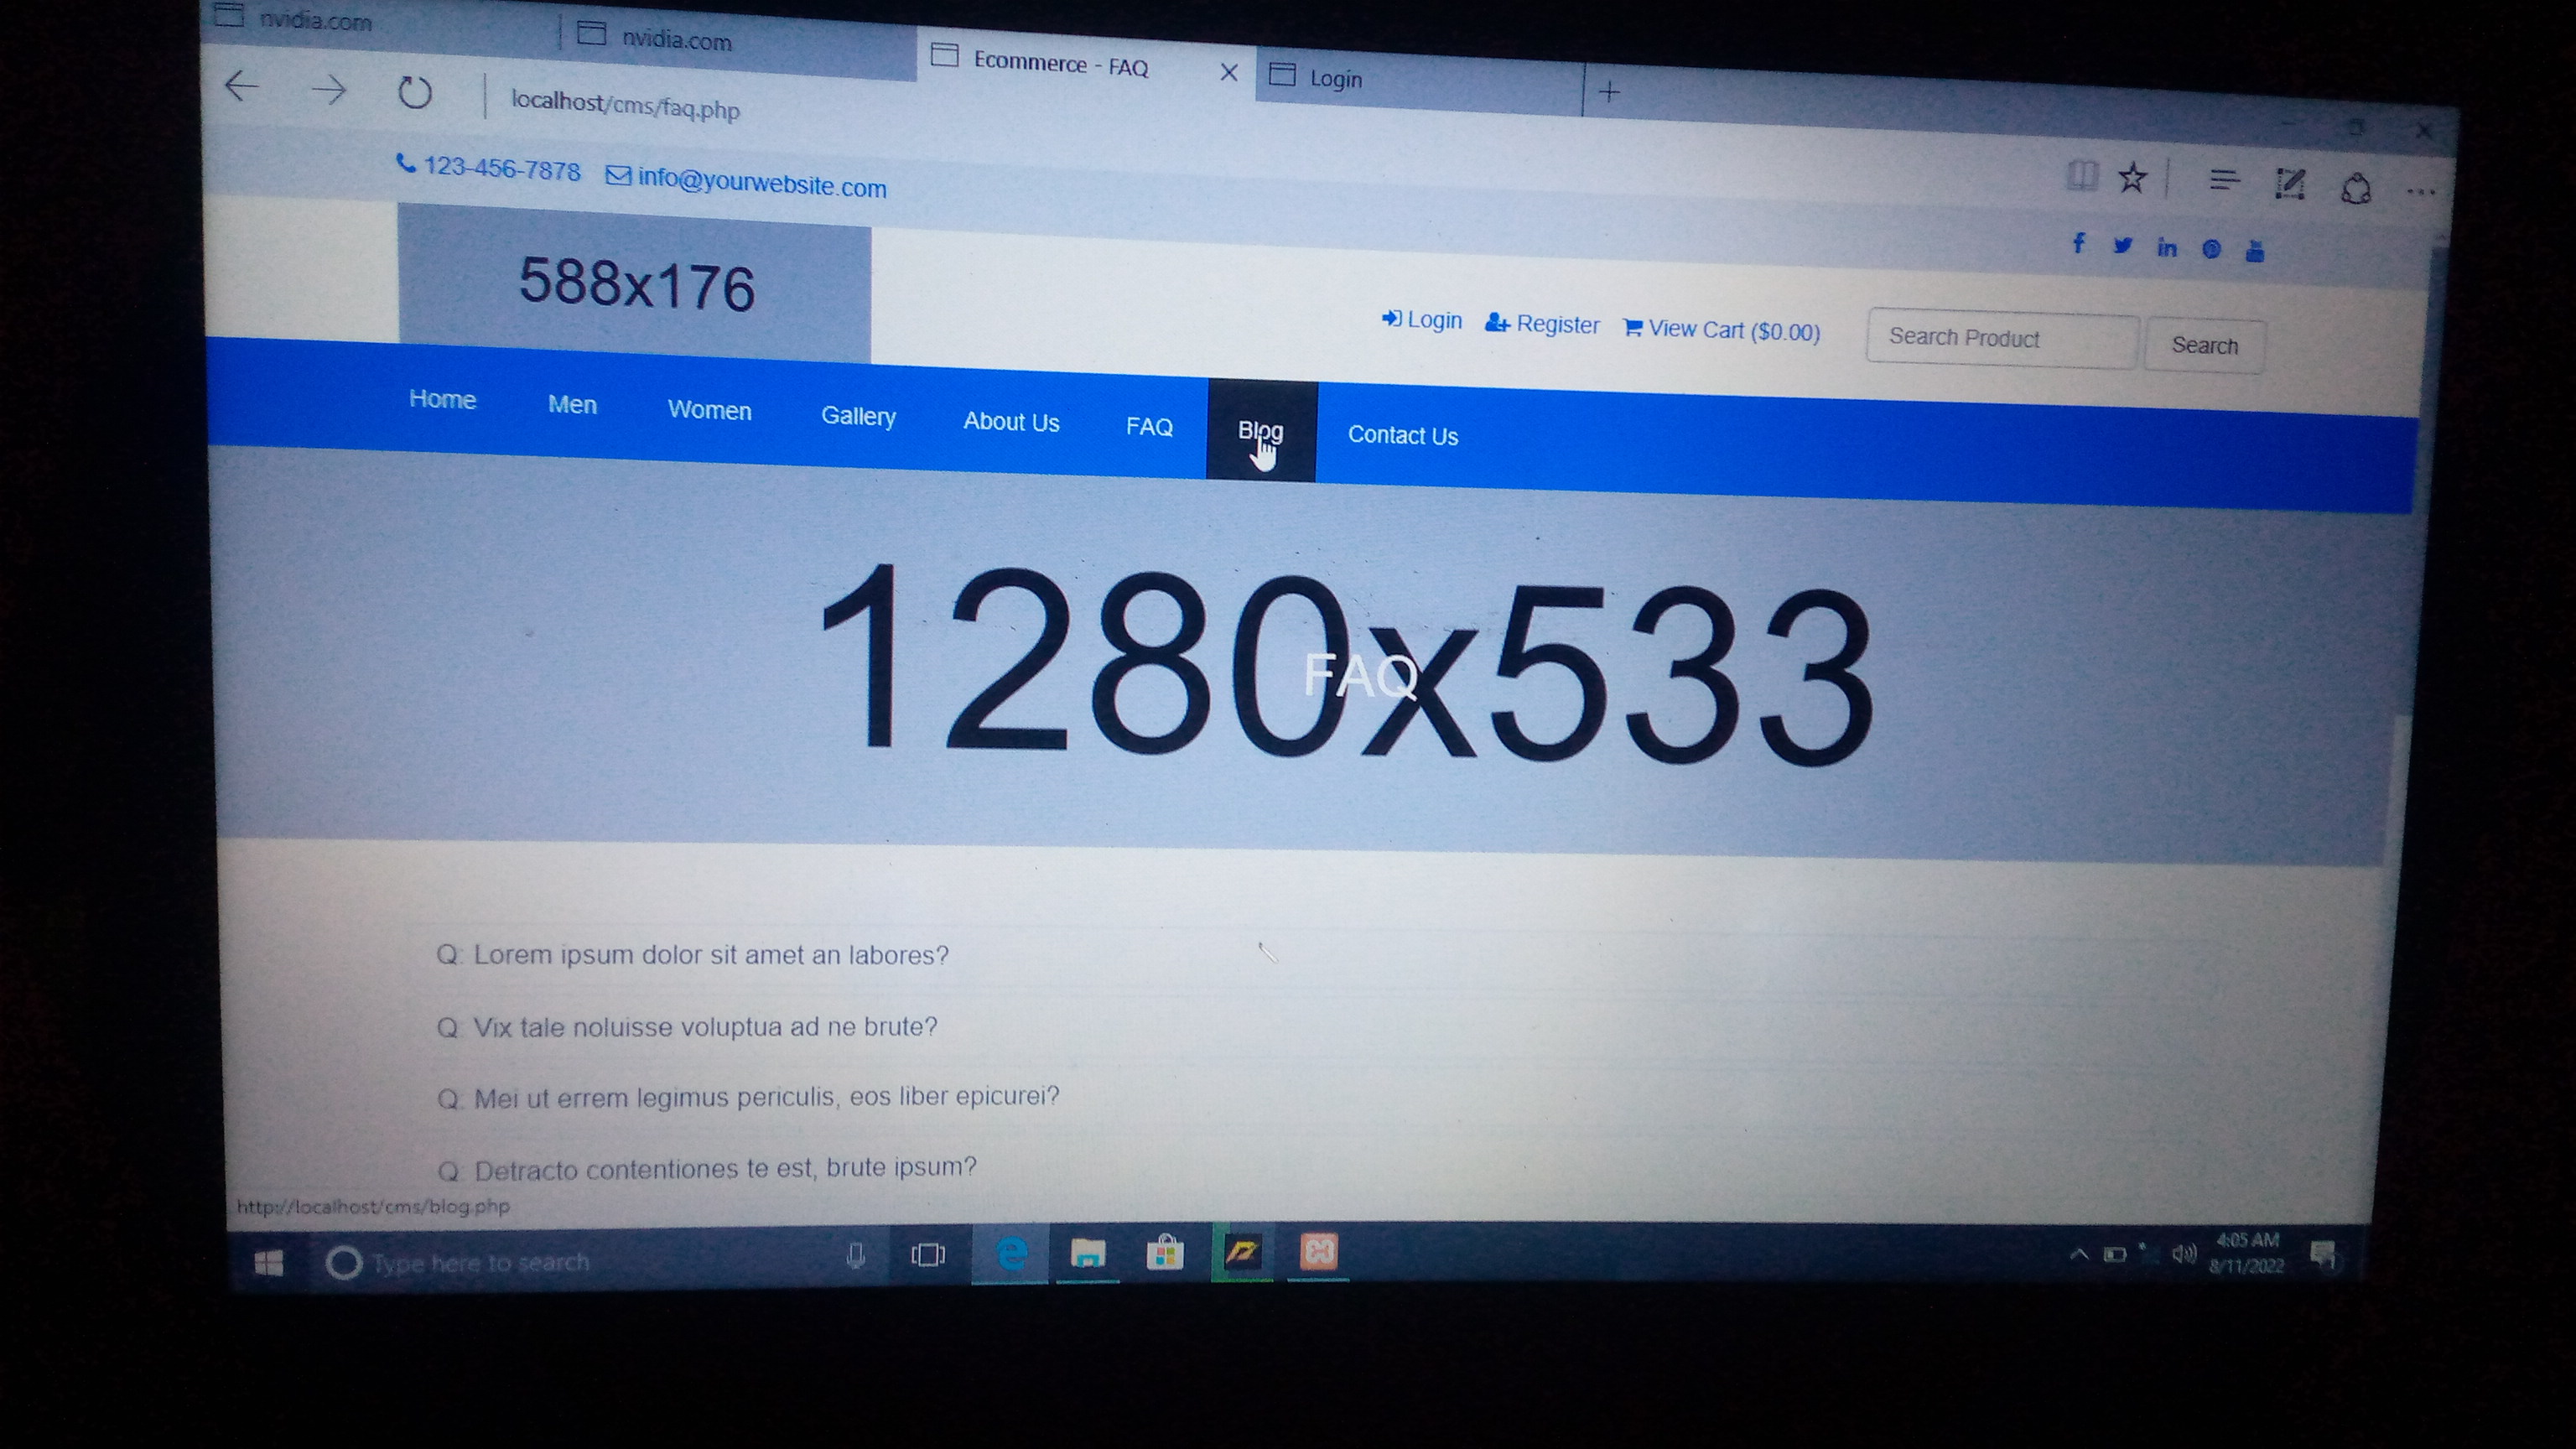 nvidia.com
nvidia.com
Ecommerce - FAQ
Login
localhost/cms/faq.php
123-456-7878 info@yourwebsite.com
588x176
Login Register View Cart ($0.00) Search Product Search
Home Men Women Gallery About Us FAQ Blog Contact Us
1280x533
FAQ
Q: Lorem ipsum dolor sit amet an labores?
Q: Vix tale noluisse voluptua ad ne brute?
Q: Mei ut errem legimus periculis, eos liber epicurei?
Q: Detracto contentiones te est, brute ipsum?
http://localhost/cms/blog.php
Type here to search
4:05 AM
8/11/2022